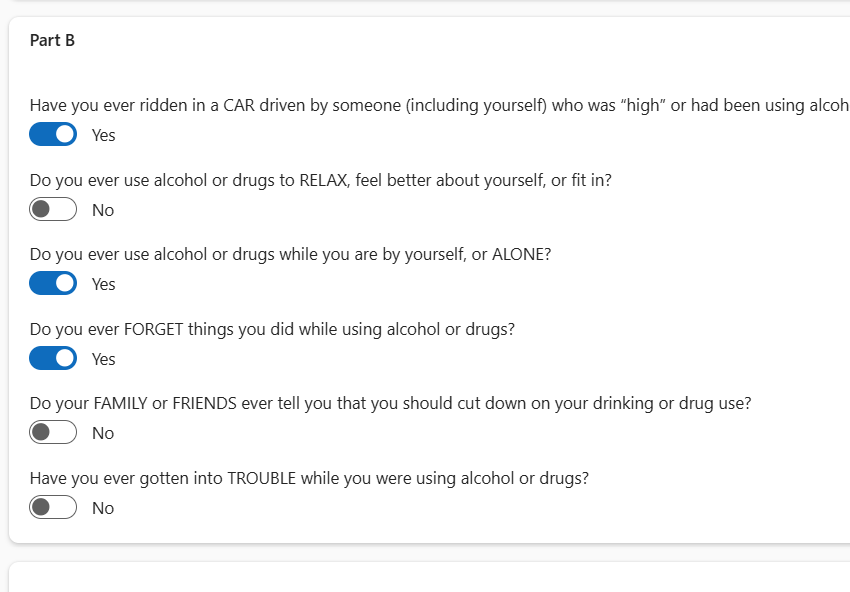 Part B
Have you ever ridden in a CAR driven by someone (including yourself) who was “high” or had been using
Yes
Do you ever use alcohol or drugs to RELAX, feel better about yourself, or fit in?
No
Do you ever use alcohol or drugs while you are by yourself, or ALONE?
Yes
Do you ever FORGET things you did while using alcohol or drugs?
Yes
Do your FAMILY or FRIENDS ever tell you that you should cut down on your drinking or drug use?
No
Have you ever gotten into TROUBLE while you were using alcohol or drugs?
No